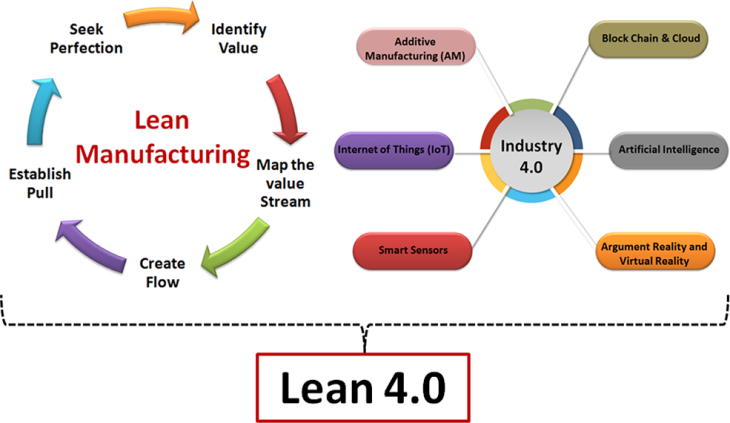 Seek
Perfection
Identify
Value
Lean
Manufacturing
Map the
value
Stream
Create
Flow
Establish
Pull
Additive
Manufacturing (AM)
Block Chain & Cloud
Internet of Things (IoT)
Industry
4.0
Artificial Intelligence
Smart Sensors
Argument Reality and
Virtual Reality
Lean 4.0